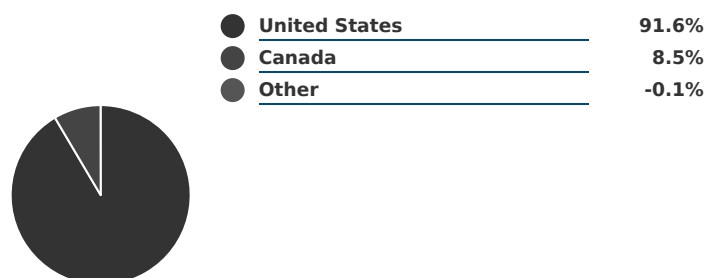 United States 91.6%
Canada 8.5%
Other -0.1%